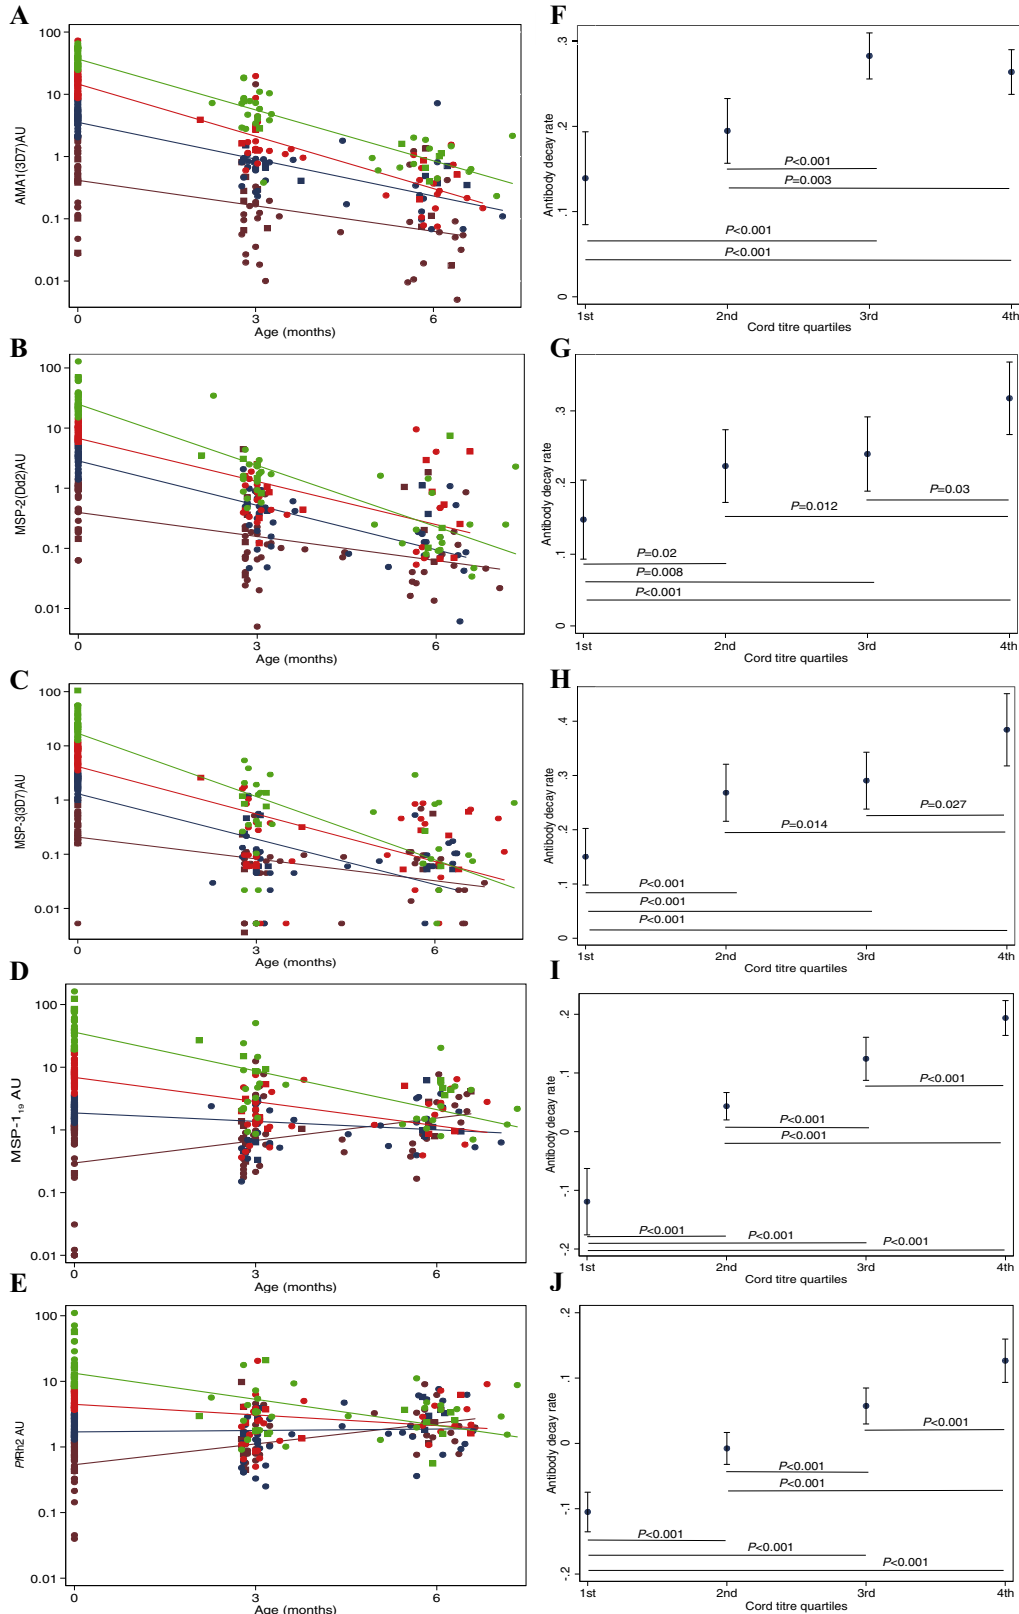 A
100
10
1
0.1
0.01
AMA1(3D7)AU
0
3
6
Age (months)
F
.3
.2
.1
0
Antibody decay rate
P<0.001
P=0.003
P<0.001
P<0.001
1st
2nd
3rd
4th
Cord titre quartiles
B
100
10
1
0.1
0.01
MSP-2(Dd2)AU
0
3
6
Age (months)
G
.3
.2
.1
0
Antibody decay rate
P=0.03
P=0.012
P=0.02
P=0.008
P<0.001
1st
2nd
3rd
4th
Cord titre quartiles
C
100
10
1
0.1
0.01
MSP-3(3D7)AU
0
3
6
Age (months)
H
.4
.3
.2
.1
0
Antibody decay rate
P=0.027
P=0.014
P<0.001
P<0.001
P<0.001
1st
2nd
3rd
4th
Cord titre quartiles
D
100
10
1
0.1
0.01
MSP-1₁₉ AU
0
3
6
Age (months)
I
.2
.1
0
-.1
-.2
Antibody decay rate
P<0.001
P<0.001
P<0.001
P<0.001
P<0.001
P<0.001
1st
2nd
3rd
4th
Cord titre quartiles
E
100
10
1
0.1
0.01
PfRh2 AU
0
3
6
Age (months)
J
.2
.1
0
-.1
-.2
Antibody decay rate
P<0.001
P<0.001
P<0.001
P<0.001
P<0.001
P<0.001
1st
2nd
3rd
4th
Cord titre quartiles